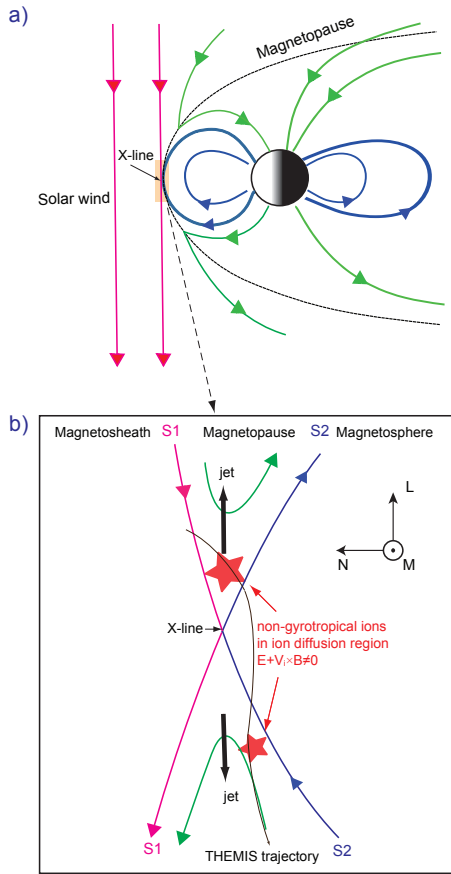 a)
Magnetopause
X-line
Solar wind
b)
Magnetosheath S1 Magnetopause S2 Magnetosphere
jet
L
N
M
X-line
non-gyrotropical ions
in ion diffusion region
E+Vᵢ×B≠0
jet
S1
S2
THEMIS trajectory